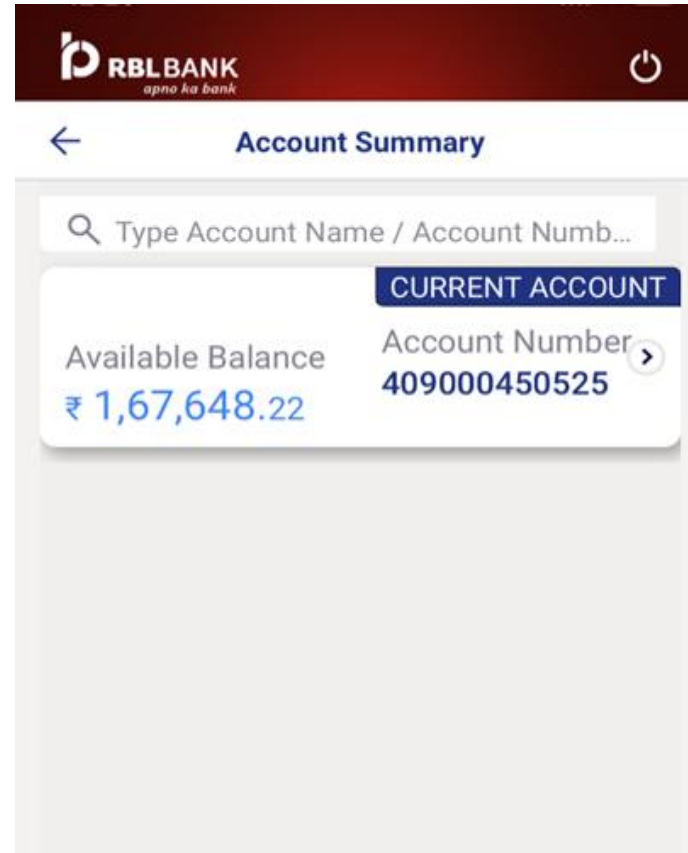 RBLBANK
apno ka bank
Account Summary
Type Account Name / Account Numb...
CURRENT ACCOUNT
Available Balance
₹ 1,67,648.22
Account Number
409000450525